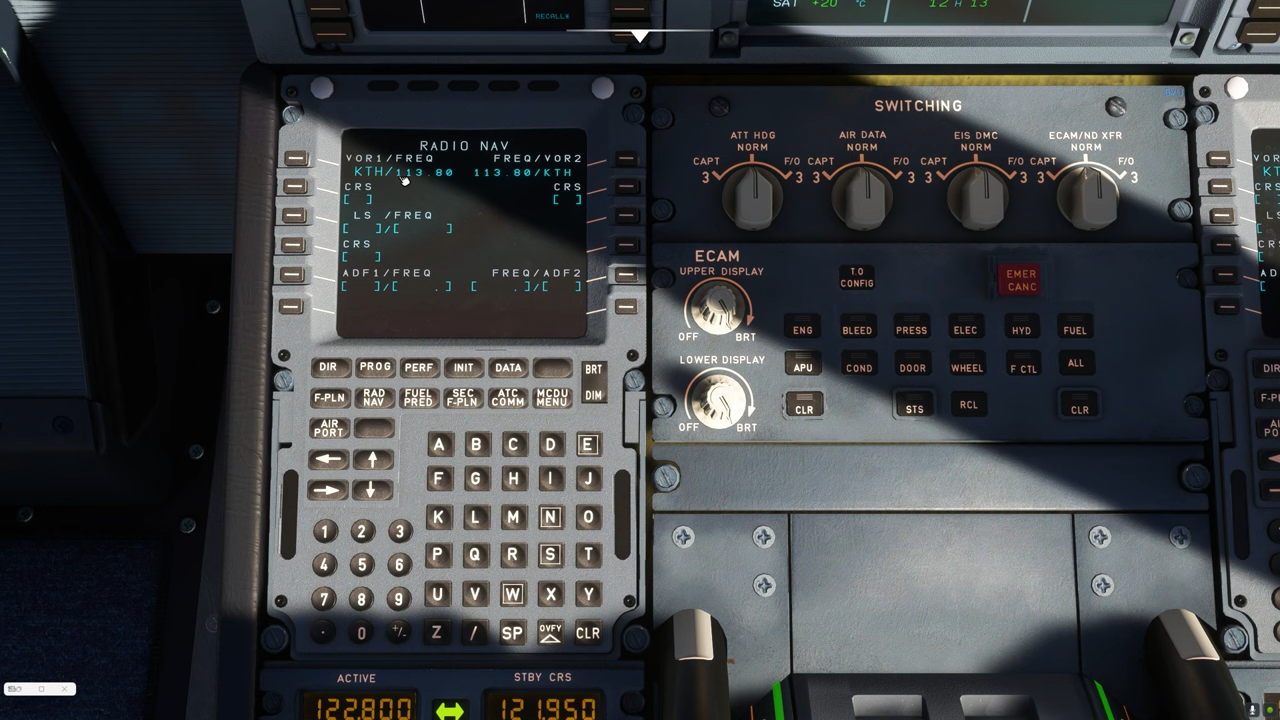 RECALL*
SAT +20 °C
12 H 13
RADIO NAV
VOR1/FREQ FREQ/VOR2
KTH/113.80 113.80/KTH
CRS CRS
[ ] [ ]
LS /FREQ
[ ]/[ ]
CRS
[ ]
ADF1/FREQ FREQ/ADF2
[ ]/[ .] [ .]/[ ]
DIR PROG PERF INIT DATA BRT
DIM
F-PLN RAD NAV FUEL PRED SEC F-PLN ATC COMM MCDU MENU
AIR PORT
← ↑
→ ↓
A B C D E
F G H I J
K L M N O
P Q R S T
U V W X Y
Z / SP OVFY CLR
1 2 3
4 5 6
7 8 9
. 0 +/-
SWITCHING
ATT HDG AIR DATA EIS DMC ECAM/ND XFR
NORM NORM NORM NORM
CAPT F/O CAPT F/O CAPT F/O CAPT F/O
3 3 3 3 3 3 3 3
ECAM
UPPER DISPLAY
OFF BRT
LOWER DISPLAY
OFF BRT
T.O CONFIG
EMER CANC
ENG BLEED PRESS ELEC HYD FUEL
APU COND DOOR WHEEL F CTL ALL
CLR STS RCL CLR
ACTIVE STBY CRS
122.800 121.950